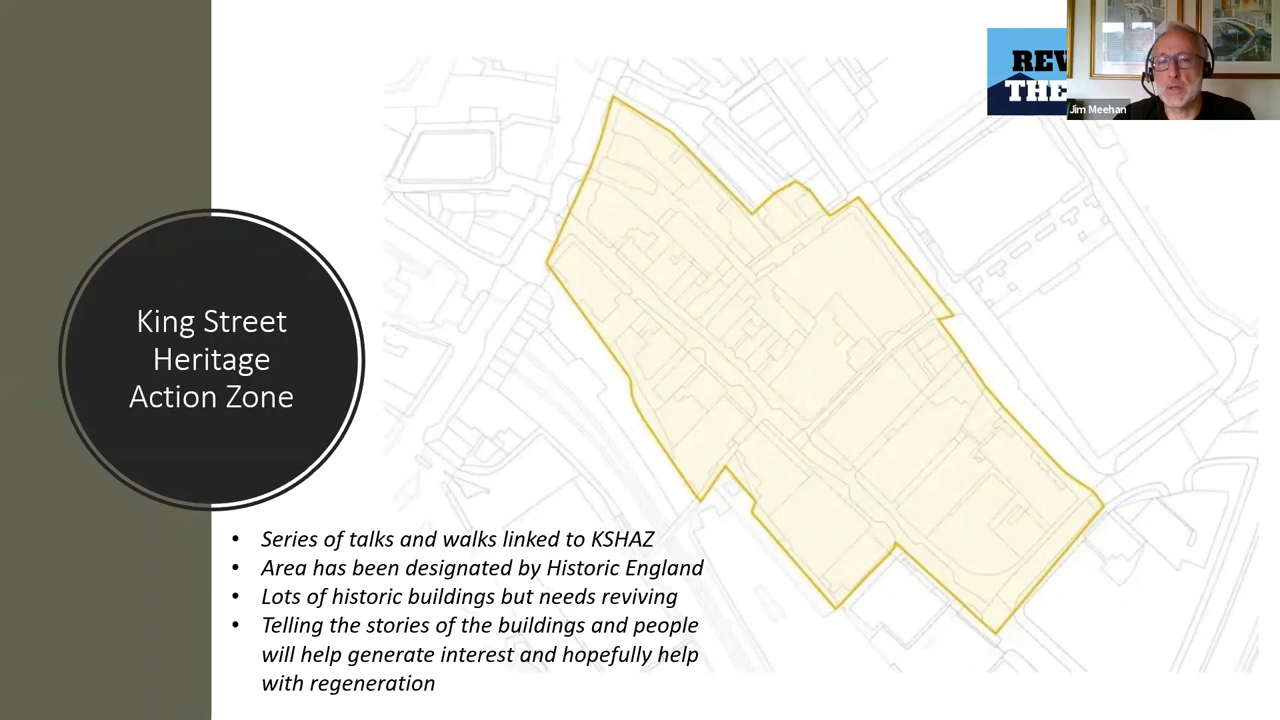 REV
THE
Jim Meehan
King Street
Heritage
Action Zone
• Series of talks and walks linked to KSHAZ
• Area has been designated by Historic England
• Lots of historic buildings but needs reviving
• Telling the stories of the buildings and people
will help generate interest and hopefully help
with regeneration